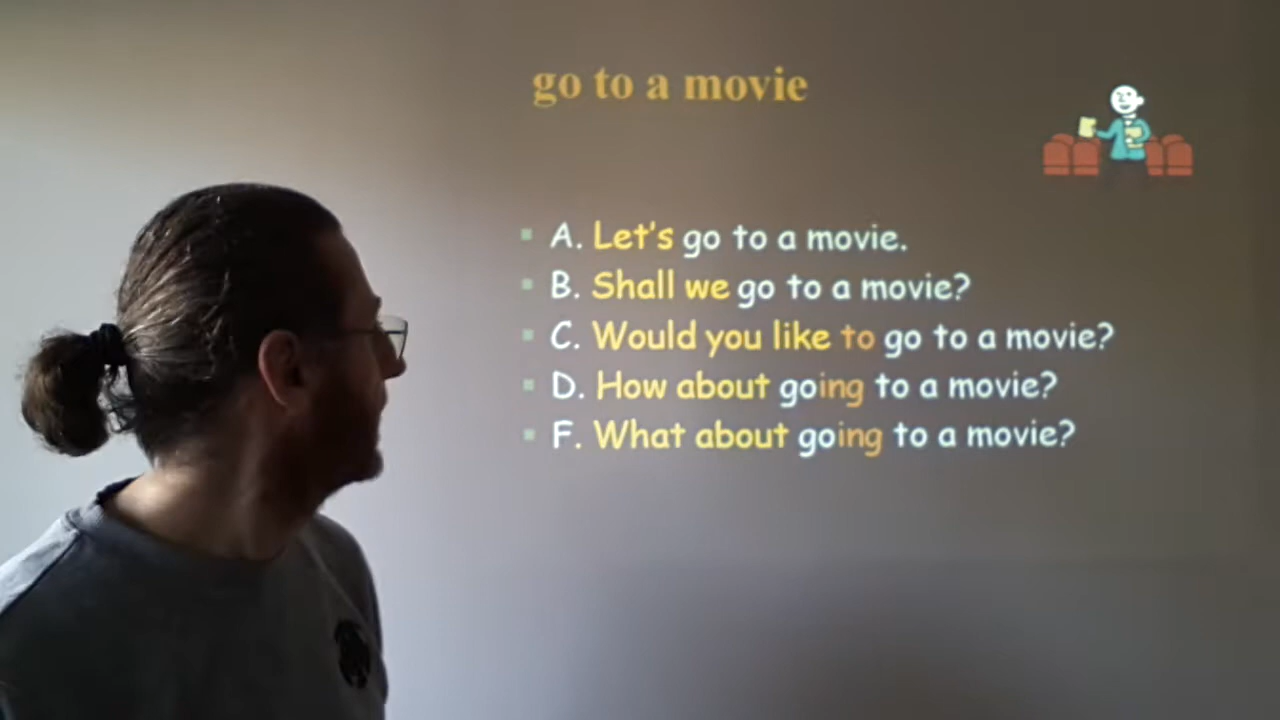 go to a movie
A. Let's go to a movie.
B. Shall we go to a movie?
C. Would you like to go to a movie?
D. How about going to a movie?
F. What about going to a movie?